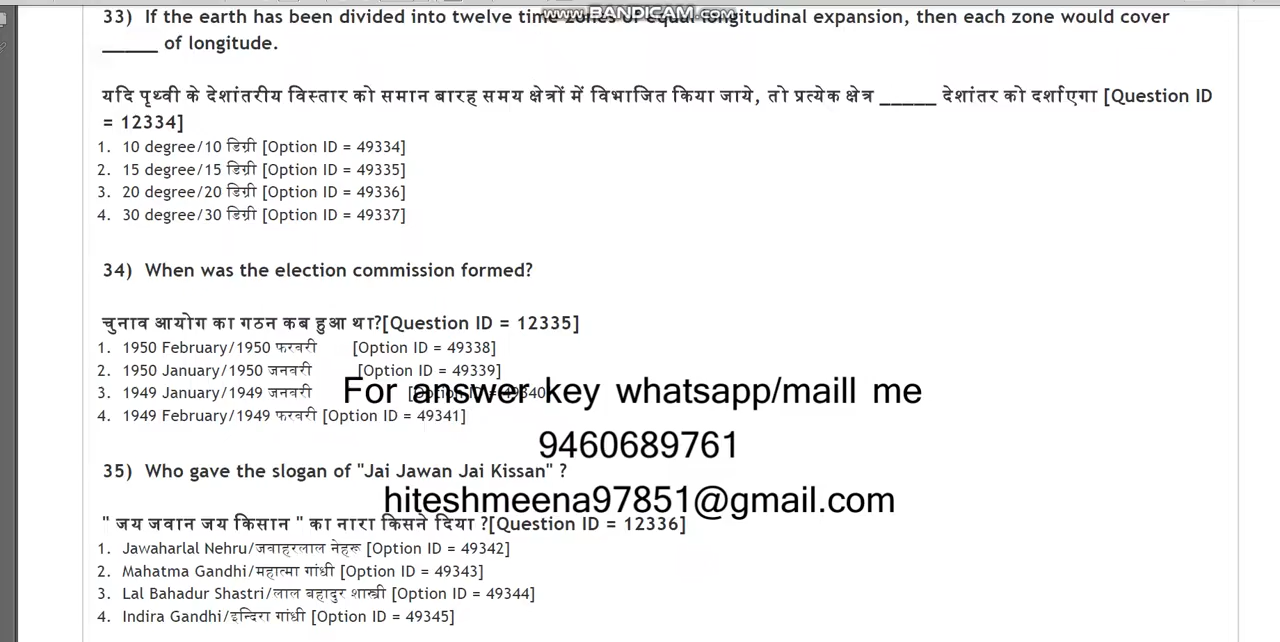 www.BANDICAM.com
33) If the earth has been divided into twelve time zones of equal longitudinal expansion, then each zone would cover
_____ of longitude.
यदि पृथ्वी के देशांतरीय विस्तार को समान बारह समय क्षेत्रों में विभाजित किया जाये, तो प्रत्येक क्षेत्र _____ देशांतर को दर्शाएगा [Question ID
= 12334]
1. 10 degree/10 डिग्री [Option ID = 49334]
2. 15 degree/15 डिग्री [Option ID = 49335]
3. 20 degree/20 डिग्री [Option ID = 49336]
4. 30 degree/30 डिग्री [Option ID = 49337]
34) When was the election commission formed?
चुनाव आयोग का गठन कब हुआ था?[Question ID = 12335]
1. 1950 February/1950 फरवरी [Option ID = 49338]
2. 1950 January/1950 जनवरी [Option ID = 49339]
3. 1949 January/1949 जनवरी [Option ID = 49340
For answer key whatsapp/maill me
4. 1949 February/1949 फरवरी [Option ID = 49341]
9460689761
35) Who gave the slogan of "Jai Jawan Jai Kissan" ?
hiteshmeena97851@gmail.com
" जय जवान जय किसान " का नारा किसने दिया ?[Question ID = 12336]
1. Jawaharlal Nehru/जवाहरलाल नेहरू [Option ID = 49342]
2. Mahatma Gandhi/महात्मा गांधी [Option ID = 49343]
3. Lal Bahadur Shastri/लाल बहादुर शास्त्री [Option ID = 49344]
4. Indira Gandhi/इन्दिरा गांधी [Option ID = 49345]